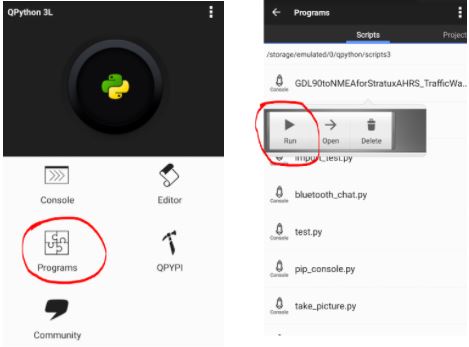 QPython 3L
Console
Editor
Programs
QPYPI
Community
Programs
Scripts
Project
/storage/emulated/0/qpython/scripts3
Console
GDL90toNMEAforStratuxAHRS_TrafficWa..
Run
Open
Delete
import_test.py
Console
bluetooth_chat.py
Console
test.py
Console
pip_console.py
Console
take_picture.py
Console